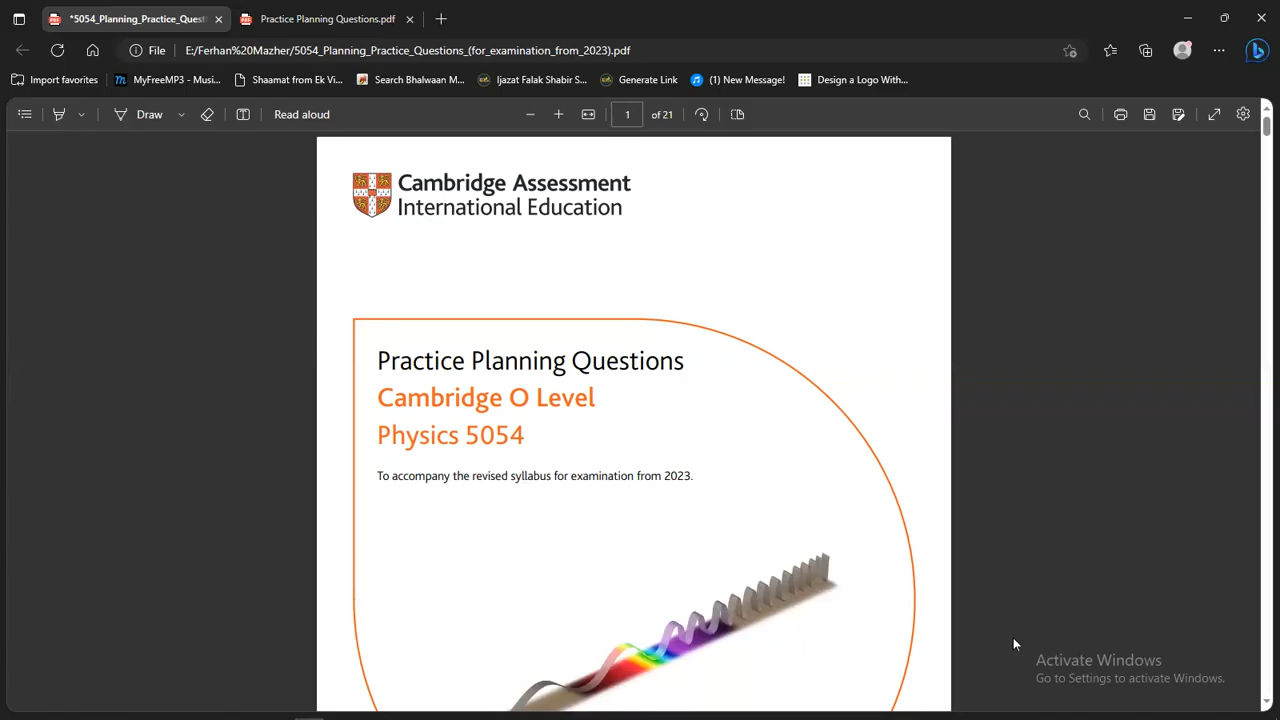 *5054_Planning_Practice_Questi
Practice Planning Questions.pdf
File
E:/Ferhan%20Mazher/5054_Planning_Practice_Questions_(for_examination_from_2023).pdf
Import favorites
MyFreeMP3 - Musi...
Shaamat from Ek Vi...
Search Bhalwaan M...
Ijazat Falak Shabir S...
Generate Link
(1) New Message!
Design a Logo With...
Draw
Read aloud
1
of 21
Cambridge Assessment
International Education
Practice Planning Questions
Cambridge O Level
Physics 5054
To accompany the revised syllabus for examination from 2023.
Activate Windows
Go to Settings to activate Windows.